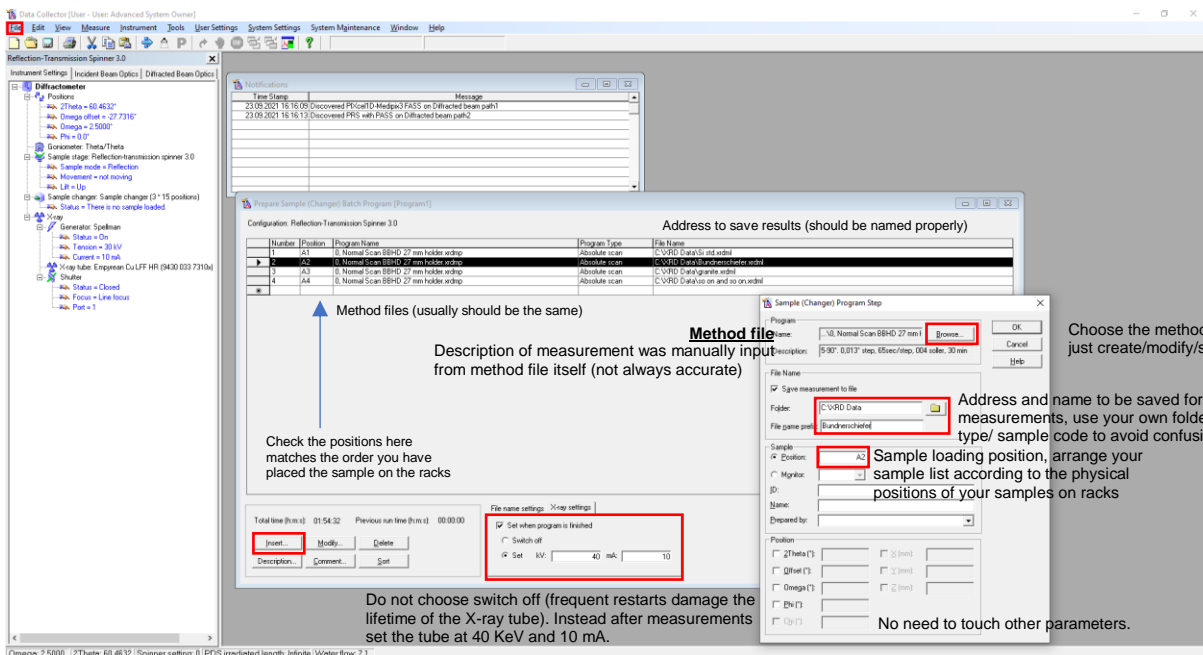 Data Collector [User - User: Advanced System Owner]
File Edit View Measure Instrument Tools User Settings System Settings System Maintenance Window Help
Reflection-Transmission Spinner 3.0
Instrument Settings Incident Beam Optics Diffracted Beam Optics
Diffractometer
Positions
2Theta = 60.4632°
Omega offset = -27.7316°
Omega = 2.5000°
Phi = 0.0°
Goniometer: Theta/Theta
Sample stage: Reflection-transmission spinner 3.0
Sample mode = Reflection
Movement = not moving
Lift = Up
Sample changer: Sample changer (3 * 15 positions)
Status = There is no sample loaded.
X-ray
Generator: Spellman
Status = On
Tension = 30 kV
Current = 10 mA
X-ray tube: Empyrean Cu LFF HR (9430 033 7310x)
Shutter
Status = Closed
Focus = Line focus
Port = 1
Notifications
Time Stamp Message
23.09.2021 16:16:09 Discovered PIXcel1D-Medipix3 FASS on Diffracted beam path1
23.09.2021 16:16:13 Discovered PRS with PASS on Diffracted beam path2
Prepare Sample (Changer) Batch Program [Program1]
Configuration: Reflection-Transmission Spinner 3.0
Address to save results (should be named properly)
Number Position Program Name Program Type File Name
1 A1 0, Normal Scan BBHD 27 mm holder.xrdmp Absolute scan C:\XRD Data\Si std.xrdml
2 A2 0, Normal Scan BBHD 27 mm holder.xrdmp Absolute scan C:\XRD Data\Bundnerschiefer.xrdml
3 A3 0, Normal Scan BBHD 27 mm holder.xrdmp Absolute scan C:\XRD Data\granite.xrdml
4 A4 0, Normal Scan BBHD 27 mm holder.xrdmp Absolute scan C:\XRD Data\so on and so on.xrdml
Method files (usually should be the same)
Method file
Description of measurement was manually input
from method file itself (not always accurate)
Check the positions here
matches the order you have
placed the sample on the racks
Total time (h:m:s): 01:54:32 Previous run time (h:m:s): 00:00:00
Insert... Modify... Delete
Description... Comment... Sort
File name settings X-ray settings
Set when program is finished
Switch off
Set kV: 40 mA: 10
Do not choose switch off (frequent restarts damage the
lifetime of the X-ray tube). Instead after measurements
set the tube at 40 KeV and 10 mA.
Sample (Changer) Program Step
Program
Name: ...\0, Normal Scan BBHD 27 mm Browse...
Description: 5-90°. 0,013° step, 65sec/step, 004 soller, 30 min
OK
Cancel
Help
Choose the method
just create/modify/s
File Name
Save measurement to file
Folder: C:\XRD Data
File name prefix: Bundnerschiefer
Address and name to be saved for
measurements, use your own folde
type/ sample code to avoid confusi
Sample
Position: A2
Monitor:
ID:
Name:
Prepared by:
Sample loading position, arrange your
sample list according to the physical
positions of your samples on racks
Position
2Theta (°): X (mm):
Offset (°): Y (mm):
Omega (°): Z (mm):
Phi (°):
Chi (°):
No need to touch other parameters.
Omega: 2.5000 2Theta: 60.4632 Spinner setting: 0 PDS irradiated length: Infinite Water flow: 7.1